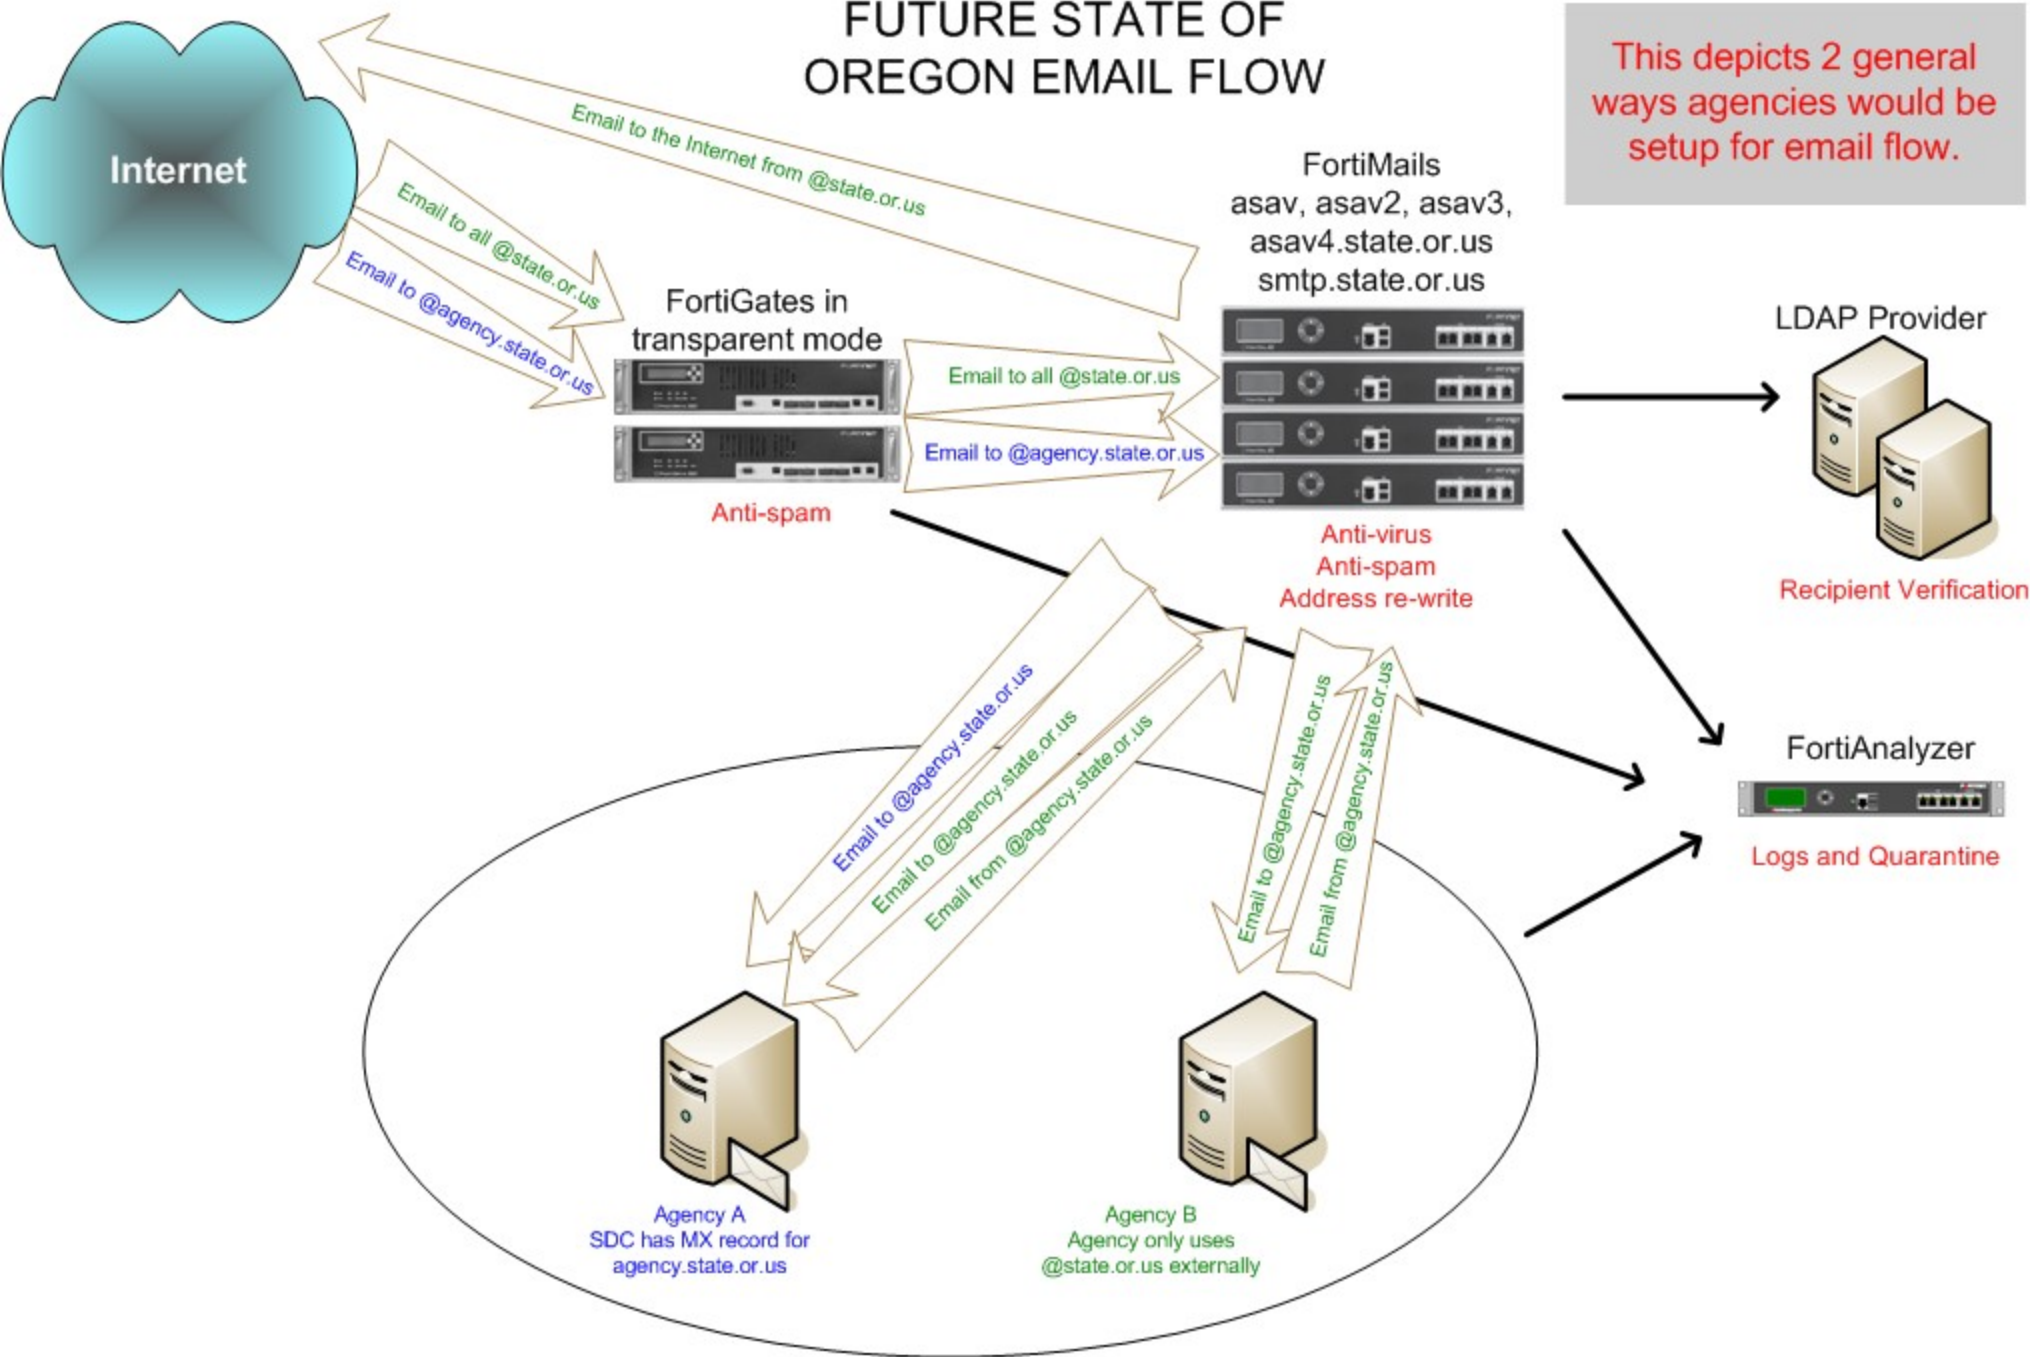 FUTURE STATE OF
OREGON EMAIL FLOW
This depicts 2 general
ways agencies would be
setup for email flow.
Internet
Email to the Internet from @state.or.us
Email to all @state.or.us
Email to @agency.state.or.us
FortiGates in
transparent mode
Anti-spam
Email to all @state.or.us
Email to @agency.state.or.us
FortiMails
asav, asav2, asav3,
asav4.state.or.us
smtp.state.or.us
Anti-virus
Anti-spam
Address re-write
LDAP Provider
Recipient Verification
FortiAnalyzer
Logs and Quarantine
Email to @agency.state.or.us
Email to @agency.state.or.us
Email from @agency.state.or.us
Email to @agency.state.or.us
Email from @agency.state.or.us
Agency A
SDC has MX record for
agency.state.or.us
Agency B
Agency only uses
@state.or.us externally